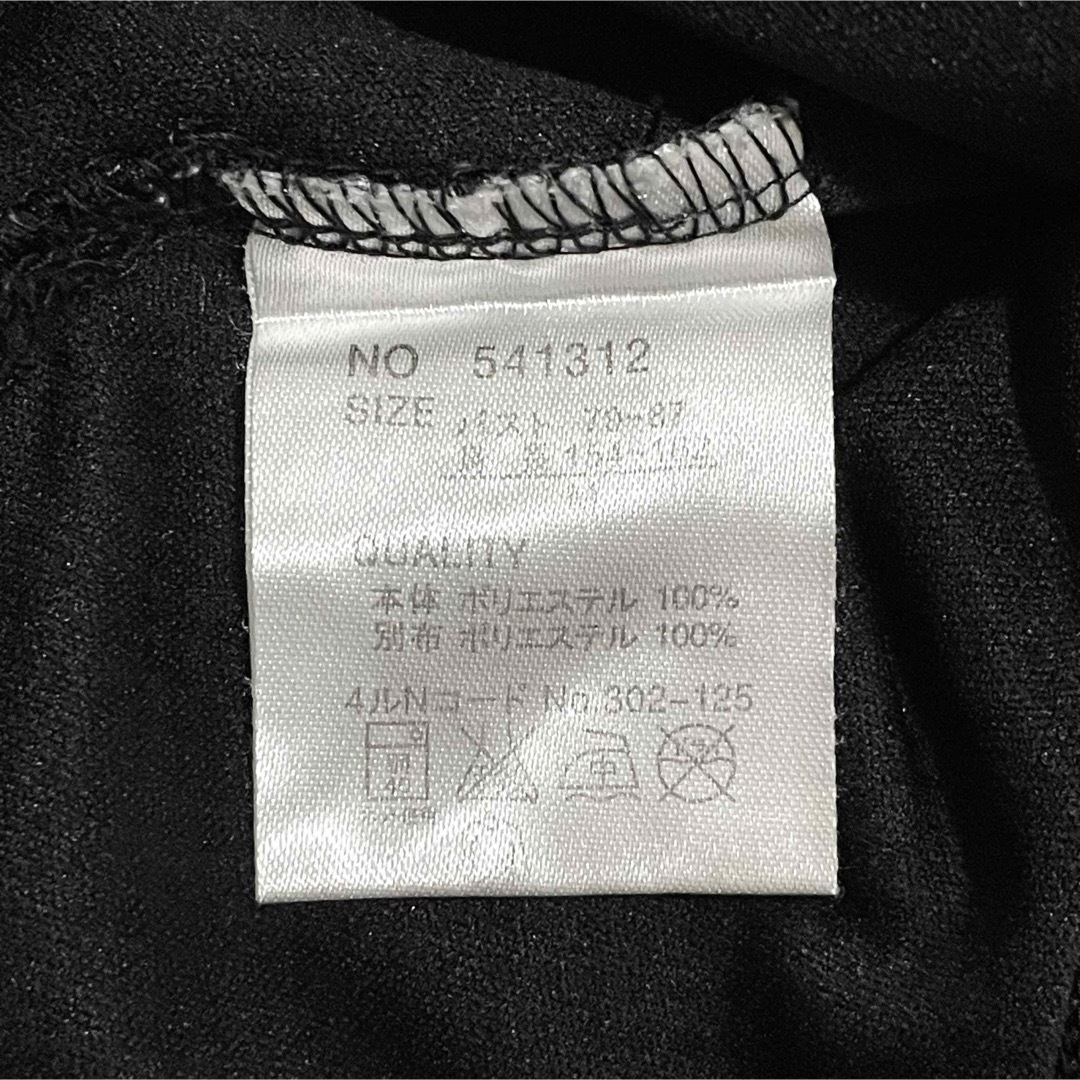 NO 541312
SIZE バスト 79-87
身長 154-162
QUALITY
本体 ポリエステル 100%
別布 ポリエステル 100%
4ルNコード No.302-125
中